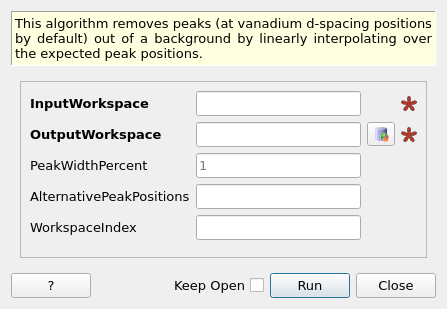 This algorithm removes peaks (at vanadium d-spacing positions
by default) out of a background by linearly interpolating over
the expected peak positions.
InputWorkspace
OutputWorkspace
PeakWidthPercent 1
AlternativePeakPositions
WorkspaceIndex
? Keep Open Run Close